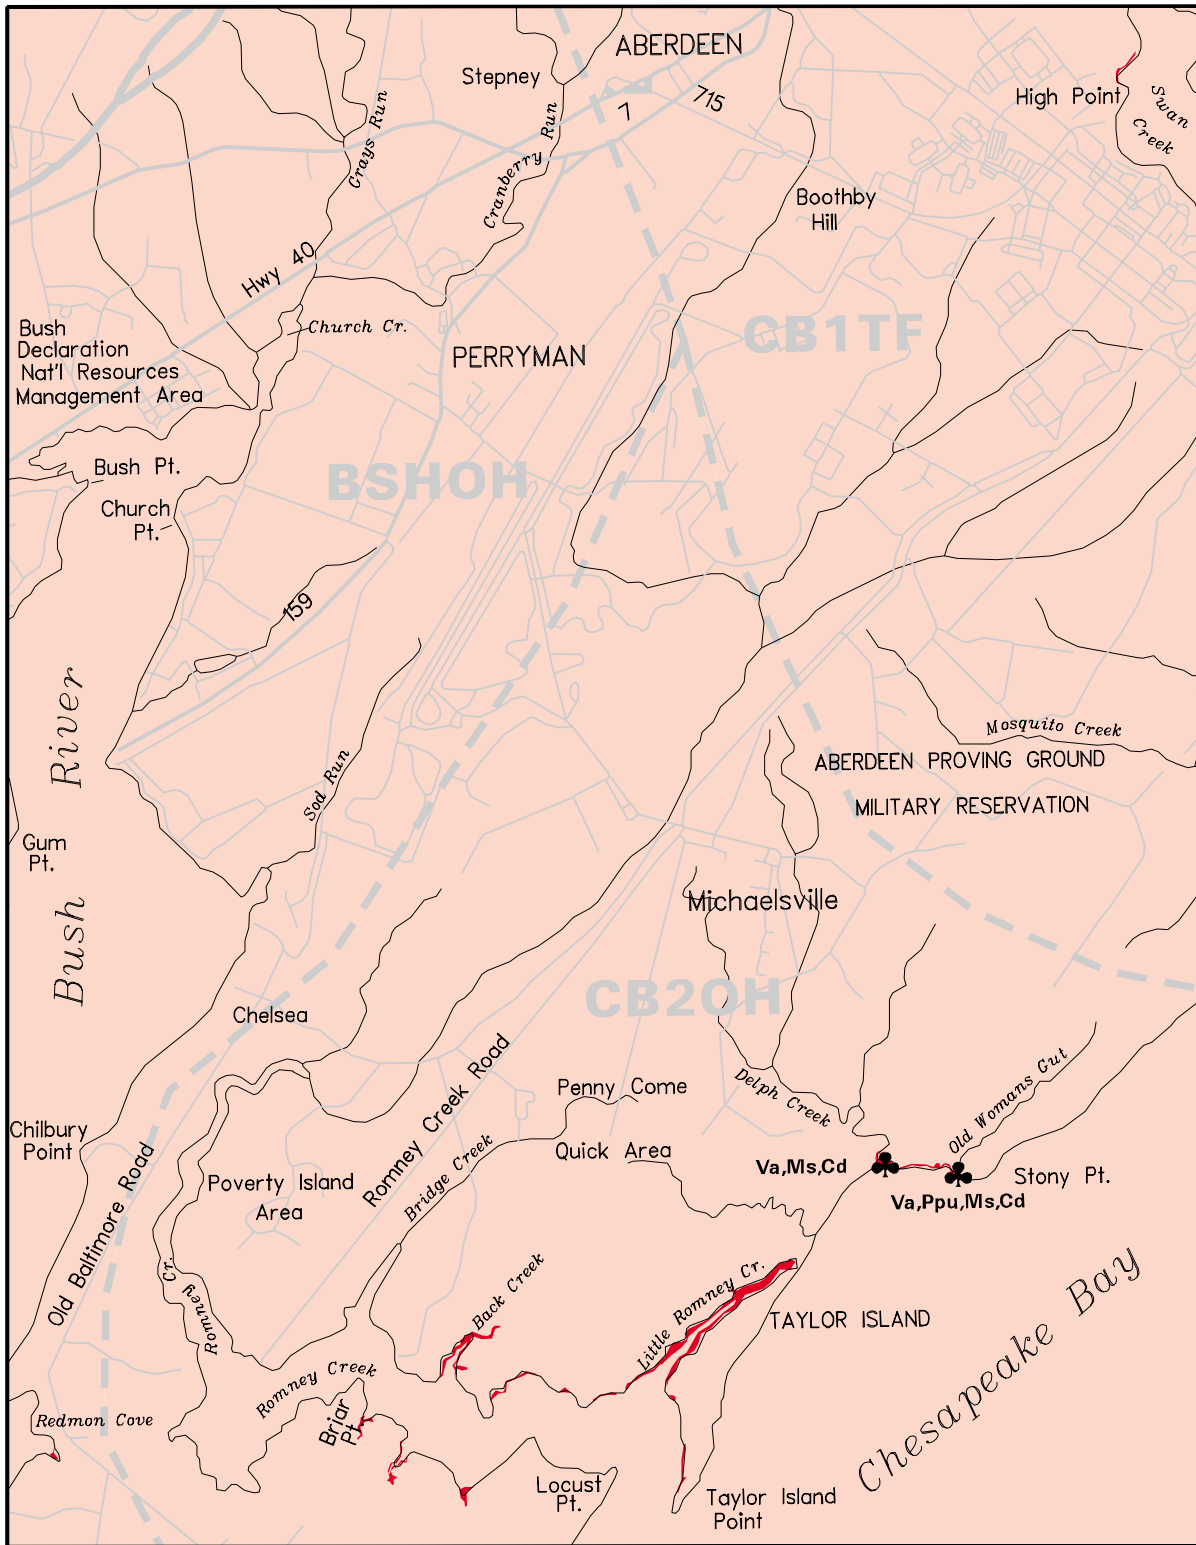 ABERDEEN
Stepney
7
715
High Point
Swan
Creek
Crays Run
Cranberry Run
Boothby
Hill
Hwy 40
Church Cr.
Bush
Declaration
Nat'l Resources
Management Area
PERRYMAN
CB1TF
BSHOH
Bush Pt.
Church
Pt.
159
Bush River
Mosquito Creek
ABERDEEN PROVING GROUND
MILITARY RESERVATION
Sod Run
Gum
Pt.
Michaelsville
CB2OH
Chelsea
Romney Creek Road
Penny Come
Quick Area
Delph Creek
Old Womans Gut
Chilbury
Point
Old Baltimore Road
Bridge Creek
Poverty Island
Area
Va,Ms,Cd
Stony Pt.
Va,Ppu,Ms,Cd
Romney Cr.
Back Creek
Little Romney Cr.
TAYLOR ISLAND
Chesapeake Bay
Romney Creek
Redmon Cove
Briar
Pt
Locust
Pt.
Taylor Island
Point